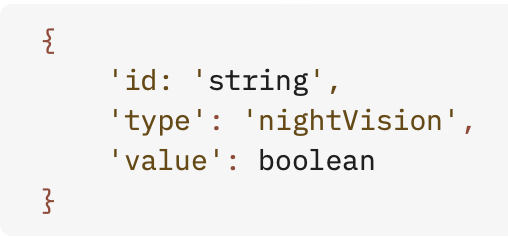 {
'id: 'string',
'type': 'nightVision',
'value': boolean
}